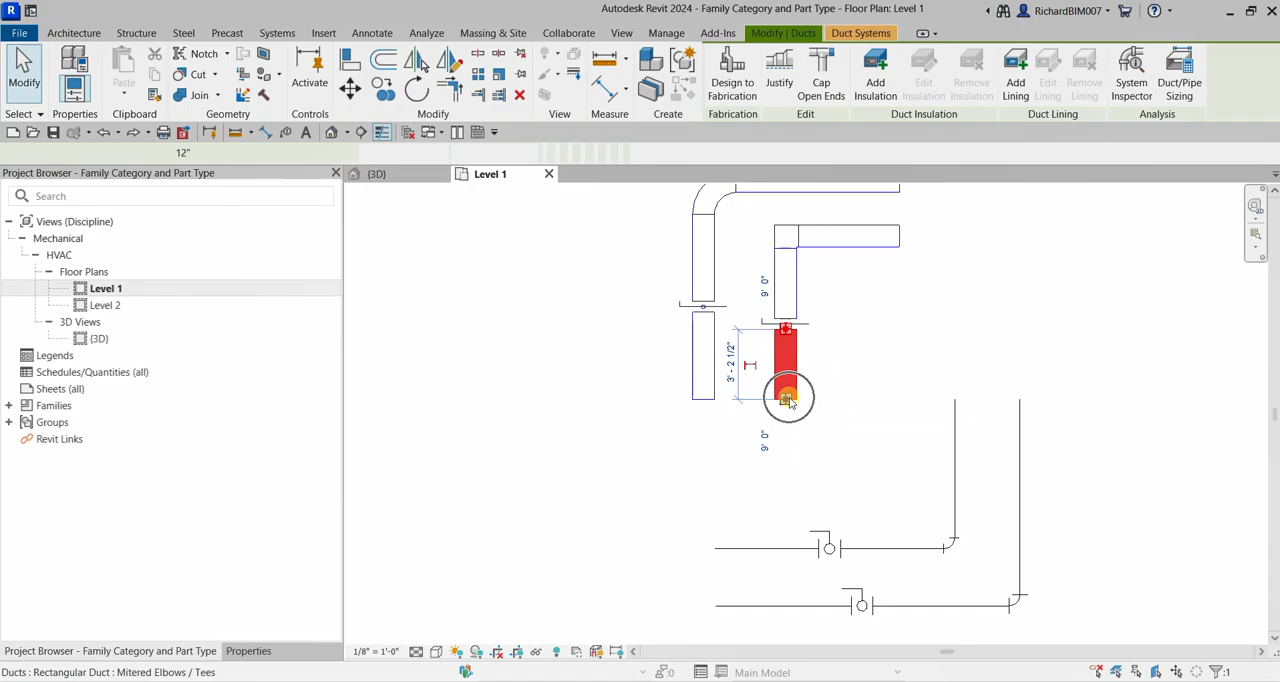 Autodesk Revit 2024 - Family Category and Part Type - Floor Plan: Level 1
RichardBIM007
File
Architecture
Structure
Steel
Precast
Systems
Insert
Annotate
Analyze
Massing & Site
Collaborate
View
Manage
Add-Ins
Modify | Ducts
Duct Systems
Modify
Properties
Paste
Notch
Cut
Join
Activate
Design to Fabrication
Justify
Cap Open Ends
Add Insulation
Edit Insulation
Remove Insulation
Add Lining
Edit Lining
Remove Lining
System Inspector
Duct/Pipe Sizing
Select
Properties
Clipboard
Geometry
Controls
Modify
View
Measure
Create
Fabrication
Edit
Duct Insulation
Duct Lining
Analysis
12"
Project Browser - Family Category and Part Type
{3D}
Level 1
Search
Views (Discipline)
Mechanical
HVAC
Floor Plans
Level 1
Level 2
3D Views
{3D}
Legends
Schedules/Quantities (all)
Sheets (all)
Families
Groups
Revit Links
9' 0"
3' - 2 1/2"
9' 0"
Project Browser - Family Category and Part Type
Properties
1/8" = 1'-0"
Ducts : Rectangular Duct : Mitered Elbows / Tees
:0
Main Model
:1